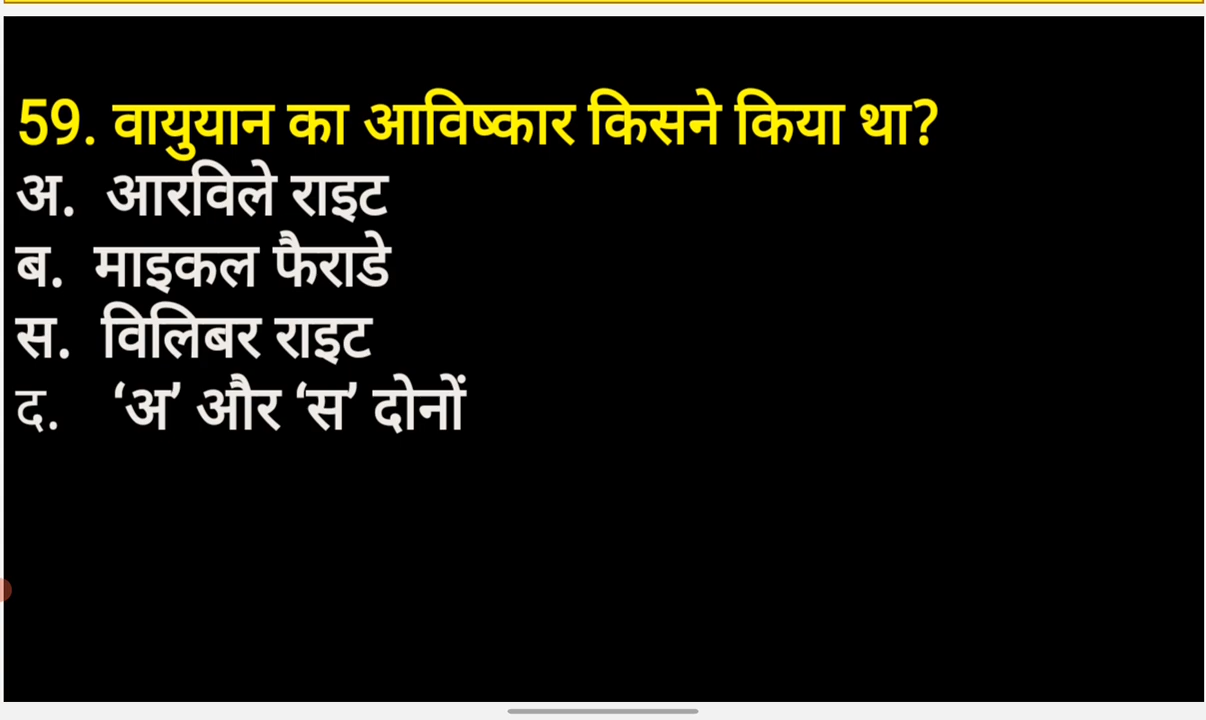 59. वायुयान का आविष्कार किसने किया था?
अ. आरविले राइट
ब. माइकल फैराडे
स. विलिबर राइट
द. ‘अ’ और ‘स’ दोनों